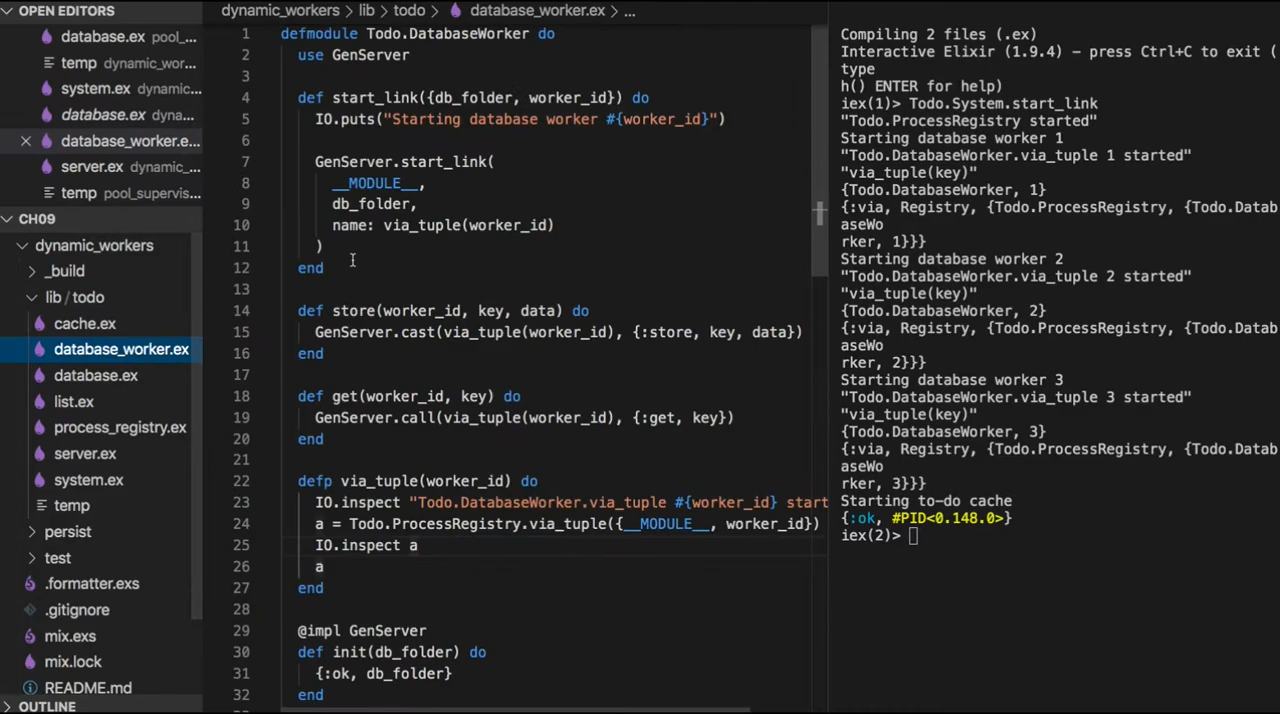 OPEN EDITORS
database.ex pool_...
temp dynamic_wor...
system.ex dynamic...
database.ex dyna...
database_worker.e...
server.ex dynamic_...
temp pool_supervis...
CH09
dynamic_workers
_build
lib / todo
cache.ex
database_worker.ex
database.ex
list.ex
process_registry.ex
server.ex
system.ex
temp
persist
test
.formatter.exs
.gitignore
mix.exs
mix.lock
README.md
OUTLINE
dynamic_workers > lib > todo > database_worker.ex > ...
1 defmodule Todo.DatabaseWorker do
2 use GenServer
3
4 def start_link({db_folder, worker_id}) do
5 IO.puts("Starting database worker #{worker_id}")
6
7 GenServer.start_link(
8 __MODULE__,
9 db_folder,
10 name: via_tuple(worker_id)
11 )
12 end
13
14 def store(worker_id, key, data) do
15 GenServer.cast(via_tuple(worker_id), {:store, key, data})
16 end
17
18 def get(worker_id, key) do
19 GenServer.call(via_tuple(worker_id), {:get, key})
20 end
21
22 defp via_tuple(worker_id) do
23 IO.inspect "Todo.DatabaseWorker.via_tuple #{worker_id} start
24 a = Todo.ProcessRegistry.via_tuple({__MODULE__, worker_id})
25 IO.inspect a
26 a
27 end
28
29 @impl GenServer
30 def init(db_folder) do
31 {:ok, db_folder}
32 end
Compiling 2 files (.ex)
Interactive Elixir (1.9.4) - press Ctrl+C to exit (
type
h() ENTER for help)
iex(1)> Todo.System.start_link
"Todo.ProcessRegistry started"
Starting database worker 1
"Todo.DatabaseWorker.via_tuple 1 started"
"via_tuple(key)"
{Todo.DatabaseWorker, 1}
{:via, Registry, {Todo.ProcessRegistry, {Todo.Datab
aseWo
rker, 1}}}
Starting database worker 2
"Todo.DatabaseWorker.via_tuple 2 started"
"via_tuple(key)"
{Todo.DatabaseWorker, 2}
{:via, Registry, {Todo.ProcessRegistry, {Todo.Datab
aseWo
rker, 2}}}
Starting database worker 3
"Todo.DatabaseWorker.via_tuple 3 started"
"via_tuple(key)"
{Todo.DatabaseWorker, 3}
{:via, Registry, {Todo.ProcessRegistry, {Todo.Datab
aseWo
rker, 3}}}
Starting to-do cache
{:ok, #PID<0.148.0>}
iex(2)>